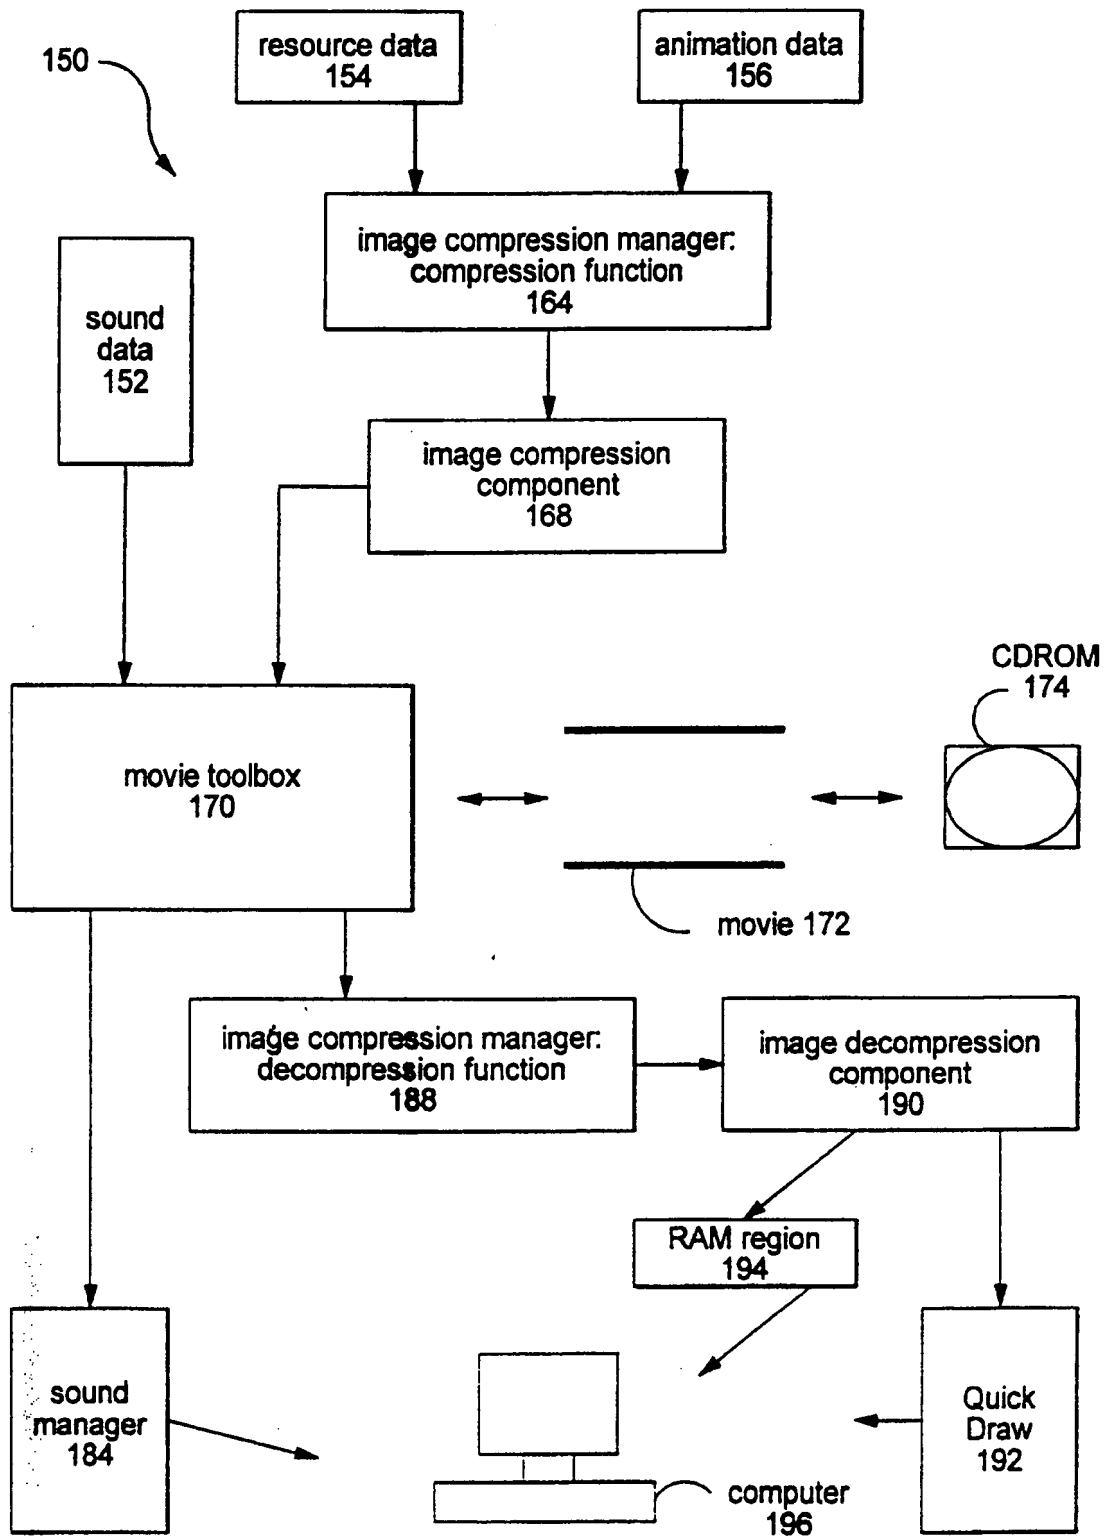 150
resource data
154
animation data
156
image compression manager:
compression function
164
sound
data
152
image compression
component
168
CDROM
174
movie toolbox
170
movie 172
image compression manager:
decompression function
188
image decompression
component
190
RAM region
194
sound
manager
184
Quick
Draw
192
computer
196